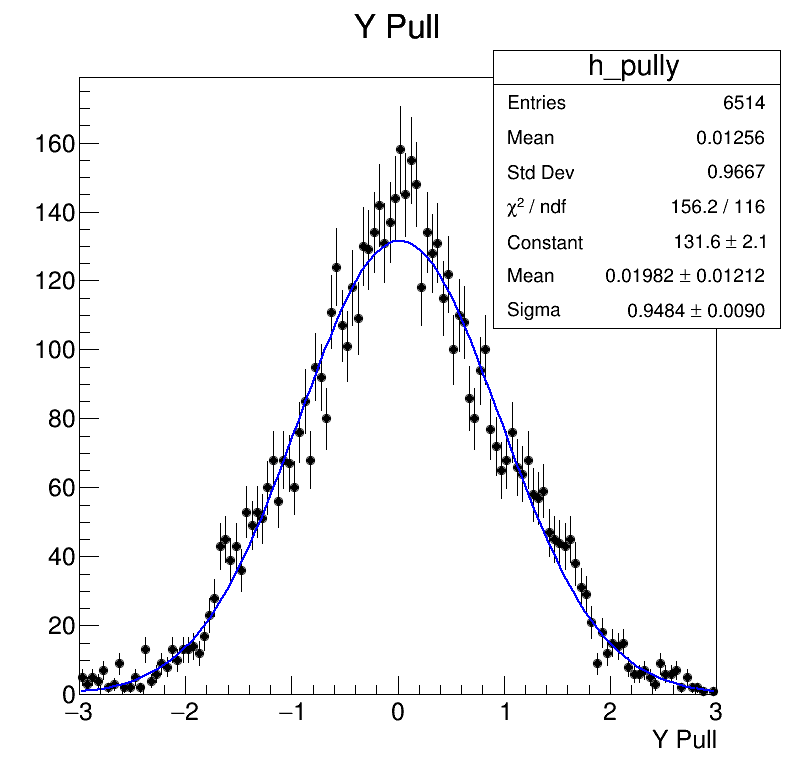 Y Pull
h_pully
Entries 6514
Mean 0.01256
Std Dev 0.9667
χ² / ndf 156.2 / 116
Constant 131.6 ± 2.1
Mean 0.01982 ± 0.01212
Sigma 0.9484 ± 0.0090
160
140
120
100
80
60
40
20
0
−3 −2 −1 0 1 2 3
Y Pull